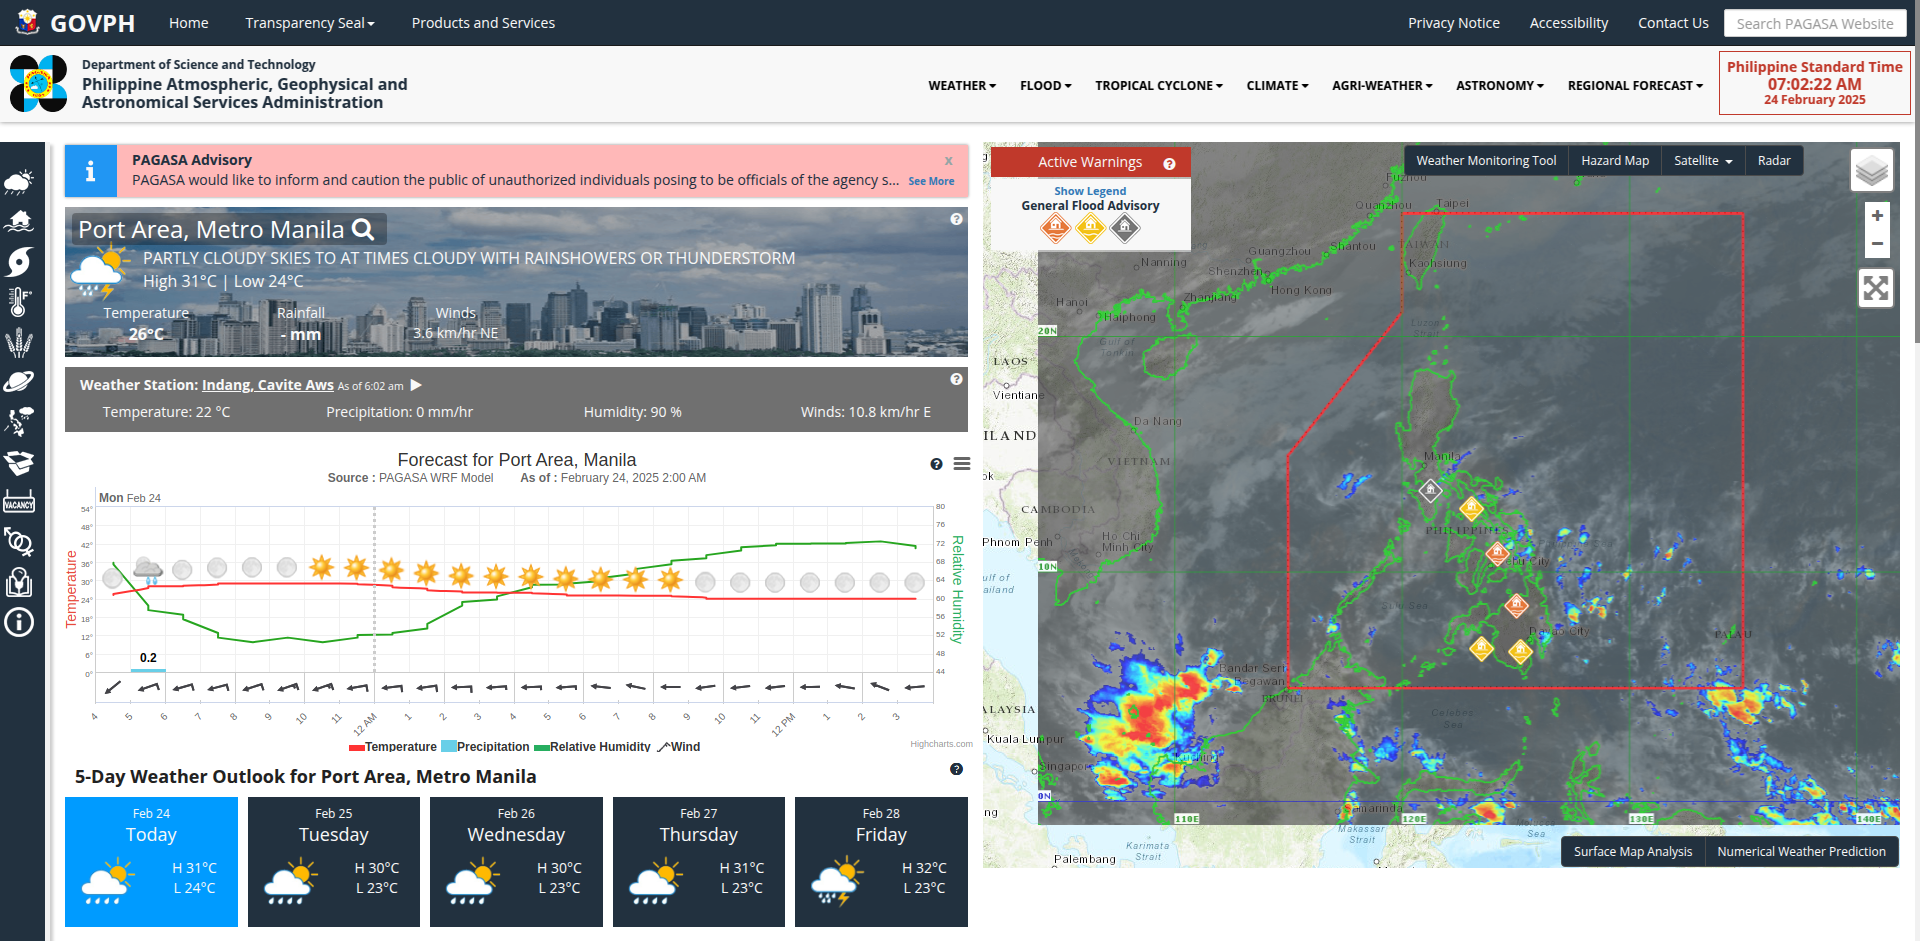 GOVPH
Home
Transparency Seal
Products and Services
Privacy Notice
Accessibility
Contact Us
Search PAGASA Website
Department of Science and Technology
Philippine Atmospheric, Geophysical and
Astronomical Services Administration
WEATHER
FLOOD
TROPICAL CYCLONE
CLIMATE
AGRI-WEATHER
ASTRONOMY
REGIONAL FORECAST
Philippine Standard Time
07:02:22 AM
24 February 2025
VACANCY
PAGASA Advisory
x
PAGASA would like to inform and caution the public of unauthorized individuals posing to be officials of the agency s... See More
Port Area, Metro Manila
PARTLY CLOUDY SKIES TO AT TIMES CLOUDY WITH RAINSHOWERS OR THUNDERSTORM
High 31°C | Low 24°C
Temperature
26°C
Rainfall
- mm
Winds
3.6 km/hr NE
Weather Station: Indang, Cavite Aws As of 6:02 am
Temperature: 22 °C
Precipitation: 0 mm/hr
Humidity: 90 %
Winds: 10.8 km/hr E
Forecast for Port Area, Manila
Source : PAGASA WRF Model As of : February 24, 2025 2:00 AM
Mon Feb 24
Temperature
54°
48°
42°
36°
30°
24°
18°
12°
6°
0°
0.2
80
76
72
68
64
60
56
52
48
44
Relative Humidity
4 5 6 7 8 9 10 11 12 AM 1 2 3 4 5 6 7 8 9 10 11 12 PM 1 2 3
Temperature Precipitation Relative Humidity Wind
Highcharts.com
5-Day Weather Outlook for Port Area, Metro Manila
Feb 24
Today
H 31°C
L 24°C
Feb 25
Tuesday
H 30°C
L 23°C
Feb 26
Wednesday
H 30°C
L 23°C
Feb 27
Thursday
H 31°C
L 23°C
Feb 28
Friday
H 32°C
L 23°C
Active Warnings
Show Legend
General Flood Advisory
Weather Monitoring Tool
Hazard Map
Satellite
Radar
+
−
Fuzhou
Quanzhou
Taipei
TAIWAN
Kaohsiung
Shantou
Guangzhou
Shenzhen
Hong Kong
Nanning
Zhanjiang
Hanoi
Haiphong
Gulf of
Tonkin
Luzon
Strait
20N
LAOS
Vientiane
Da Nang
ILAND
VIETNAM
Manila
ok
CAMBODIA
Phnom Penh
Ho Chi
Minh City
PHILIPPINES
Cebu City
10N
ulf of
ailand
Sulu Sea
Davao City
PALAU
Bandar Seri
Begawan
BRUNEI
ALAYSIA
Celebes
Sea
Kuala Lumpur
Kuching
Singapor
0N
Samarinda
ng
110E
120E
130E
140E
Makassar
Strait
Molucca
Sea
Karimata
Strait
Palembang
Surface Map Analysis
Numerical Weather Prediction